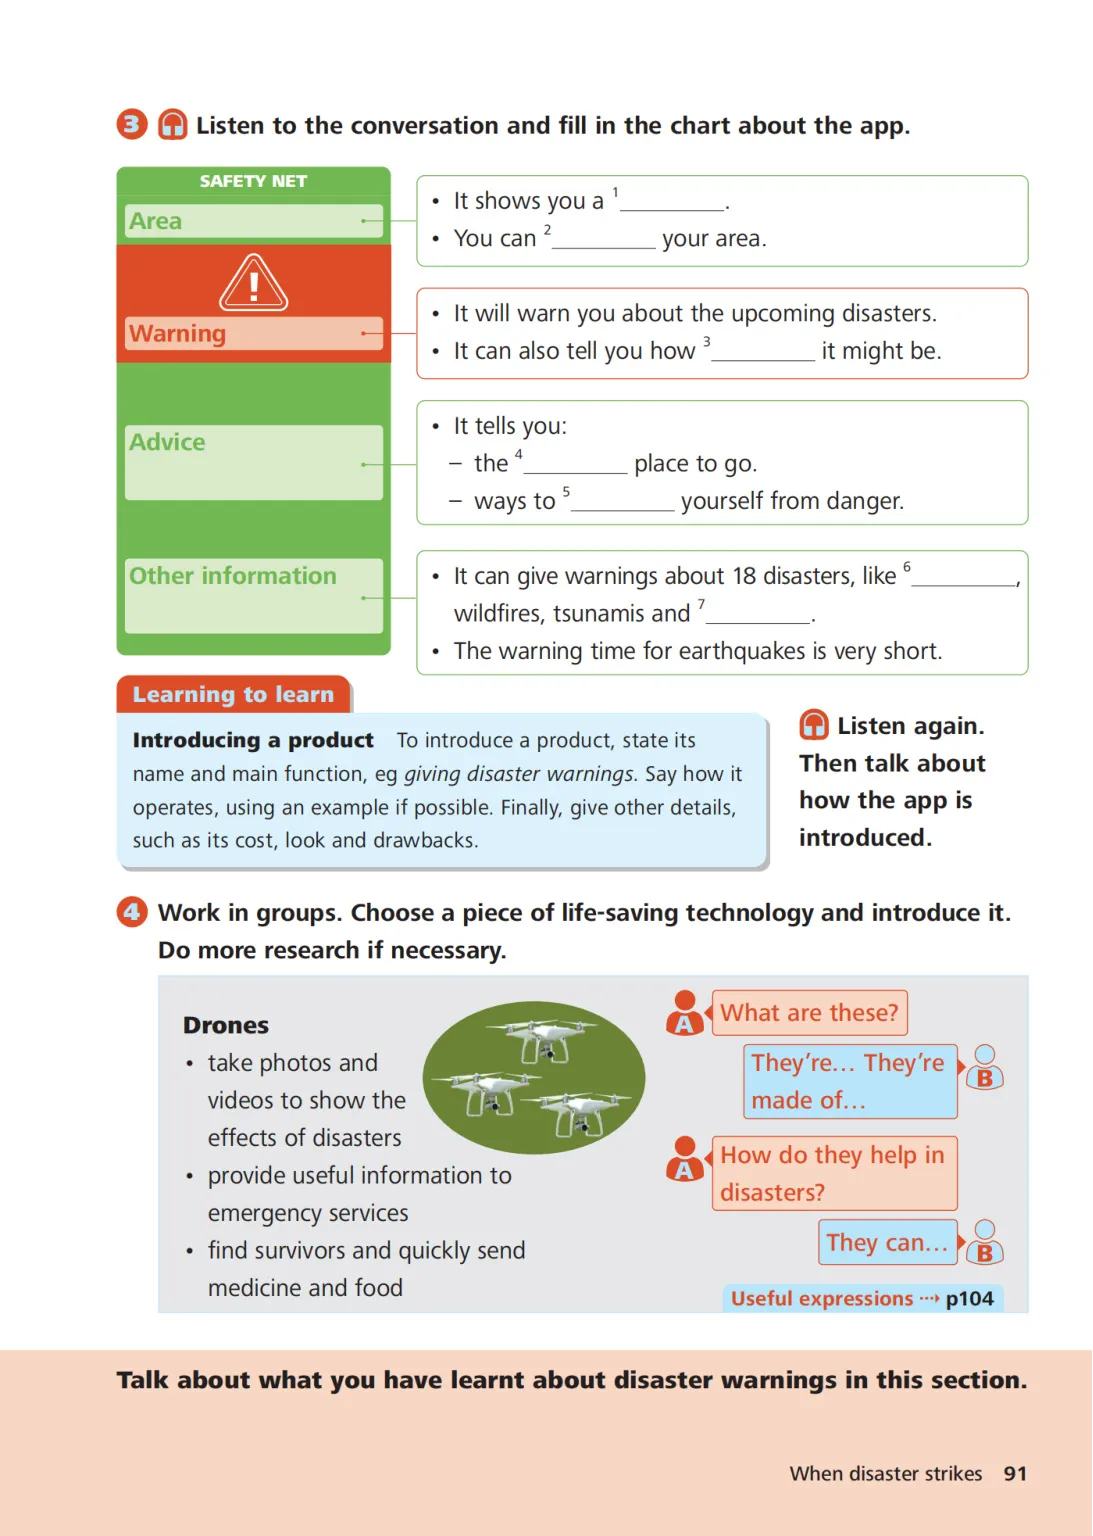 3 Listen to the conversation and fill in the chart about the app.
SAFETY NET
Area
• It shows you a 1________.
• You can 2________ your area.
!
Warning
• It will warn you about the upcoming disasters.
• It can also tell you how 3________ it might be.
Advice
• It tells you:
– the 4________ place to go.
– ways to 5________ yourself from danger.
Other information
• It can give warnings about 18 disasters, like 6________,
wildfires, tsunamis and 7________.
• The warning time for earthquakes is very short.
Learning to learn
Introducing a product To introduce a product, state its
name and main function, eg giving disaster warnings. Say how it
operates, using an example if possible. Finally, give other details,
such as its cost, look and drawbacks.
Listen again.
Then talk about
how the app is
introduced.
4 Work in groups. Choose a piece of life-saving technology and introduce it.
Do more research if necessary.
Drones
• take photos and
videos to show the
effects of disasters
• provide useful information to
emergency services
• find survivors and quickly send
medicine and food
A What are these?
They're… They're
made of…
B
A How do they help in
disasters?
They can… B
Useful expressions ⇢ p104
Talk about what you have learnt about disaster warnings in this section.
When disaster strikes 91